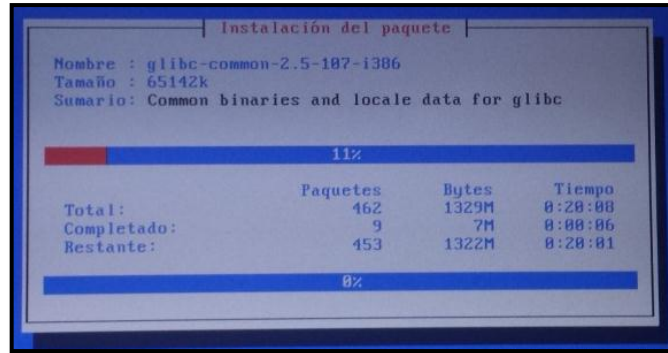 Instalación del paquete
Nombre : glibc-common-2.5-107-i386
Tamaño : 65142k
Sumario: Common binaries and locale data for glibc
11%
Paquetes Bytes Tiempo
Total: 462 1329M 0:20:08
Completado: 9 7M 0:00:06
Restante: 453 1322M 0:20:01
0%